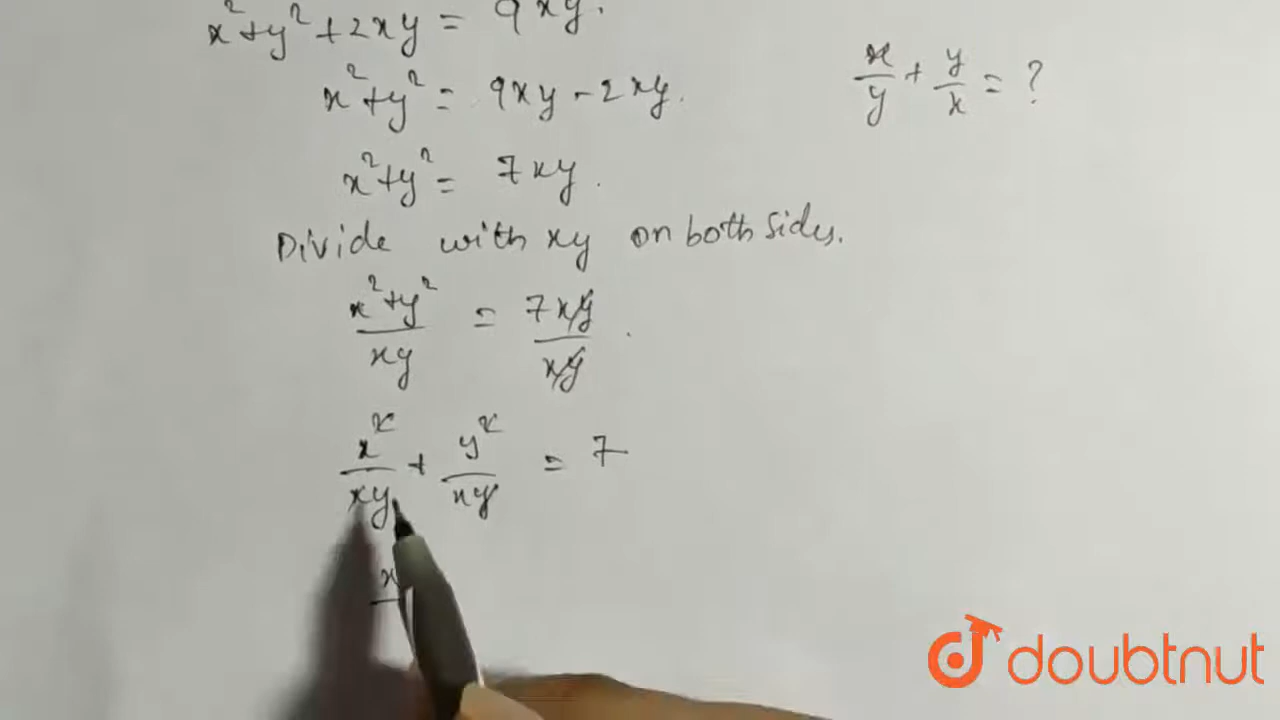 x² + y² + 2xy = 9xy.
x/y + y/x = ?
x² + y² = 9xy - 2xy.
x² + y² = 7xy.
Divide with xy on both sides.
(x² + y²)/xy = 7xy/xy.
x²/xy + y²/xy = 7
x
doubtnut